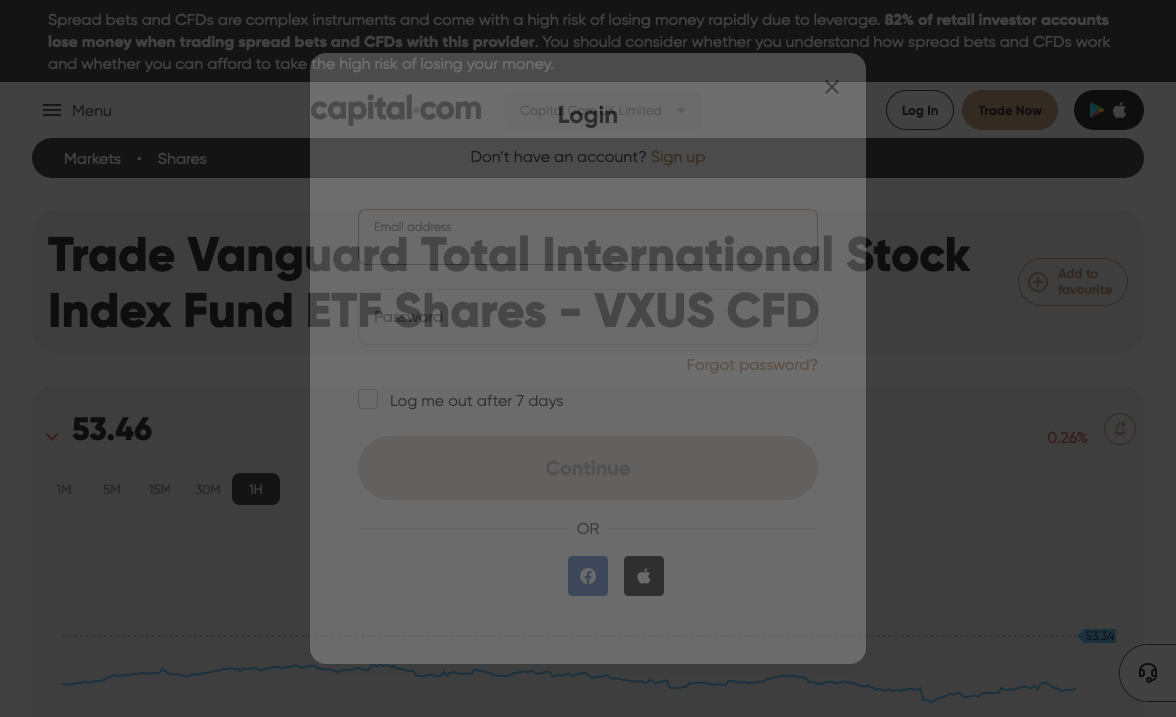 Spread bets and CFDs are complex instruments and come with a high risk of losing money rapidly due to leverage. 82% of retail investor accounts
lose money when trading spread bets and CFDs with this provider. You should consider whether you understand how spread bets and CFDs work
and whether you can afford to take the high risk of losing your money.
Menu
capital.com
Capital Com UK Limited
Log In
Trade Now
Login
Markets
Shares
Don't have an account? Sign up
Email address
Trade Vanguard Total International Stock
Index Fund ETF Shares - VXUS CFD
Add to
favourite
Password
Forgot password?
Log me out after 7 days
53.46
0.26%
Continue
1M
5M
15M
30M
1H
OR
53.34